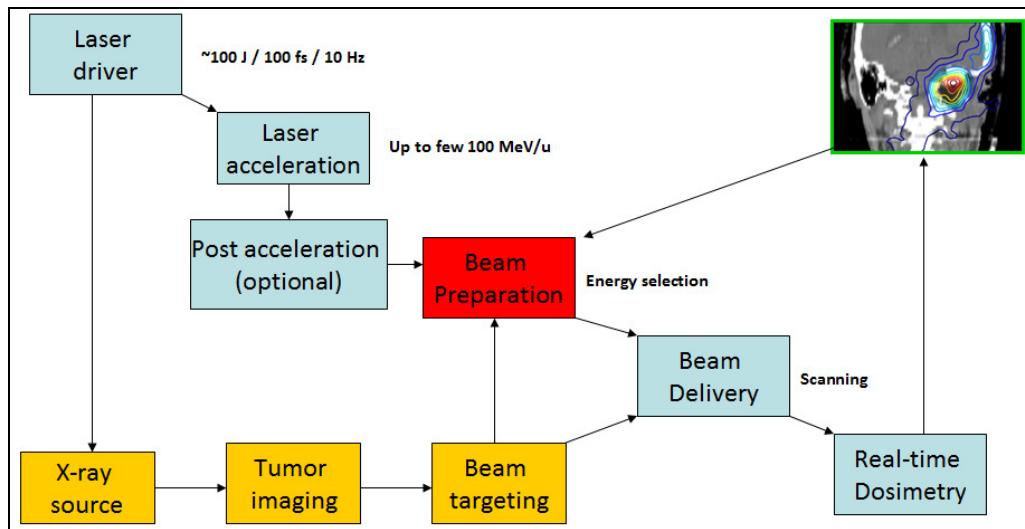 Laser
driver
~100 J / 100 fs / 10 Hz
Laser
acceleration
Up to few 100 MeV/u
Post acceleration
(optional)
Beam
Preparation
Energy selection
Beam
Delivery
Scanning
X-ray
source
Tumor
imaging
Beam
targeting
Real-time
Dosimetry